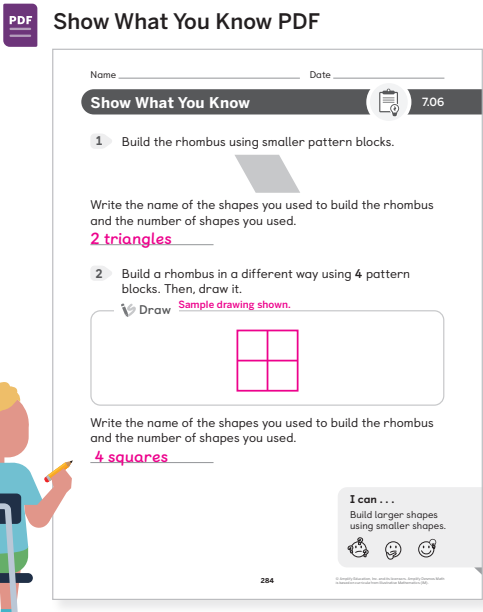 PDF
Show What You Know PDF
Name
Date
Show What You Know
7.06
1 Build the rhombus using smaller pattern blocks.
Write the name of the shapes you used to build the rhombus
and the number of shapes you used.
2 triangles
2 Build a rhombus in a different way using 4 pattern
blocks. Then, draw it.
Draw
Sample drawing shown.
Write the name of the shapes you used to build the rhombus
and the number of shapes you used.
4 squares
I can . . .
Build larger shapes
using smaller shapes.
284